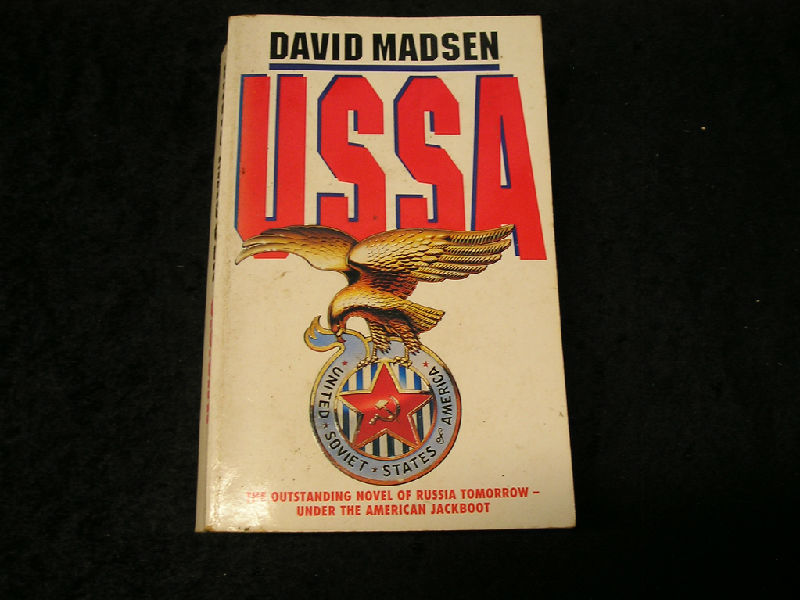 DAVID MADSEN
USSA
UNITED SOVIET STATES of AMERICA
THE OUTSTANDING NOVEL OF RUSSIA TOMORROW –
UNDER THE AMERICAN JACKBOOT